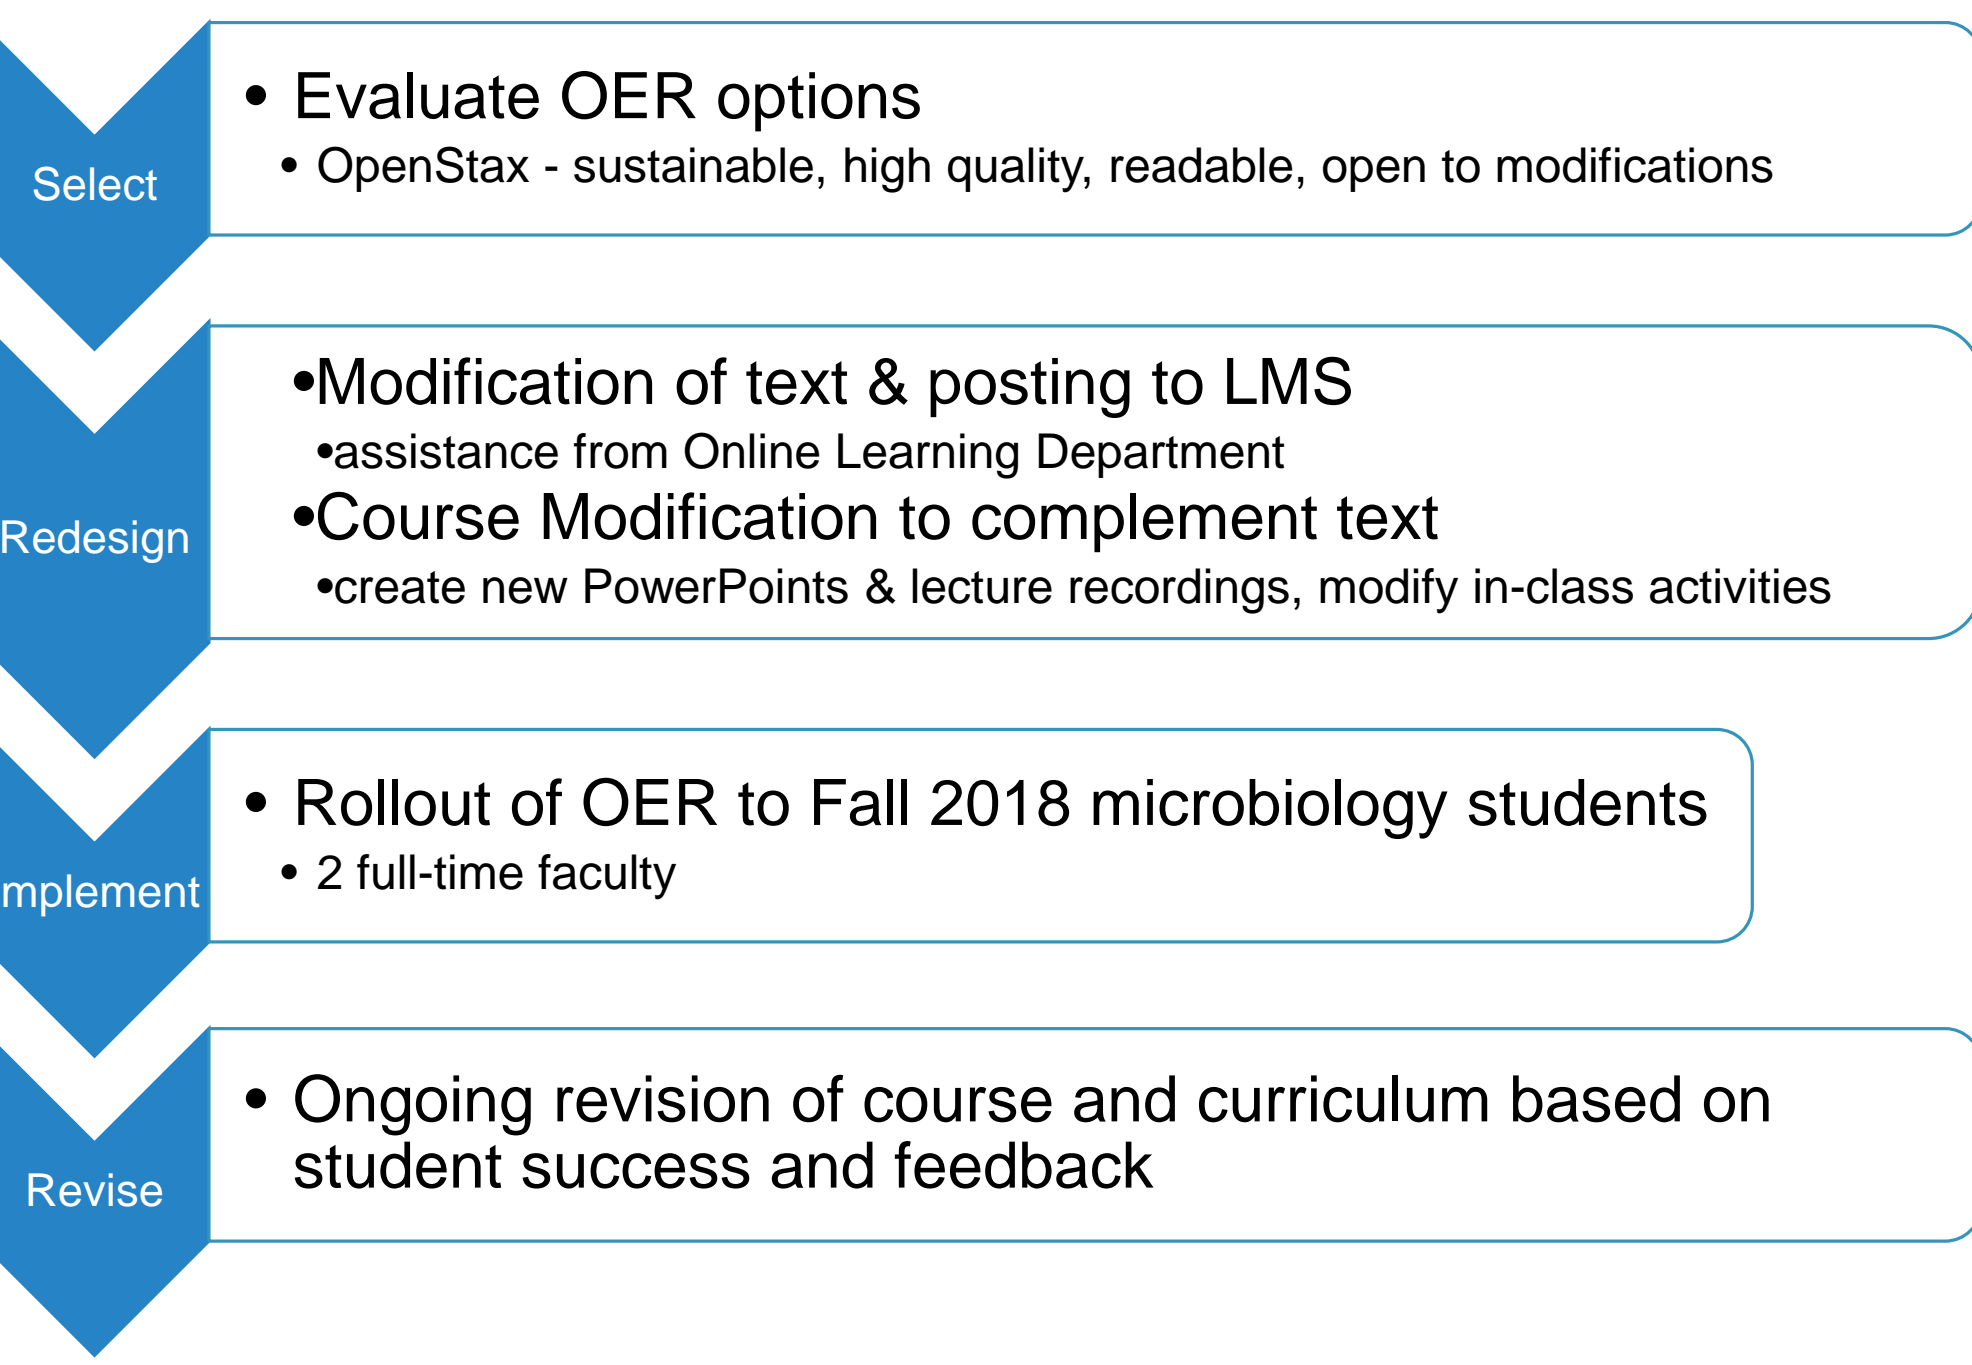 Select
• Evaluate OER options
• OpenStax - sustainable, high quality, readable, open to modifications
Redesign
•Modification of text & posting to LMS
•assistance from Online Learning Department
•Course Modification to complement text
•create new PowerPoints & lecture recordings, modify in-class activities
mplement
• Rollout of OER to Fall 2018 microbiology students
• 2 full-time faculty
Revise
• Ongoing revision of course and curriculum based on
student success and feedback